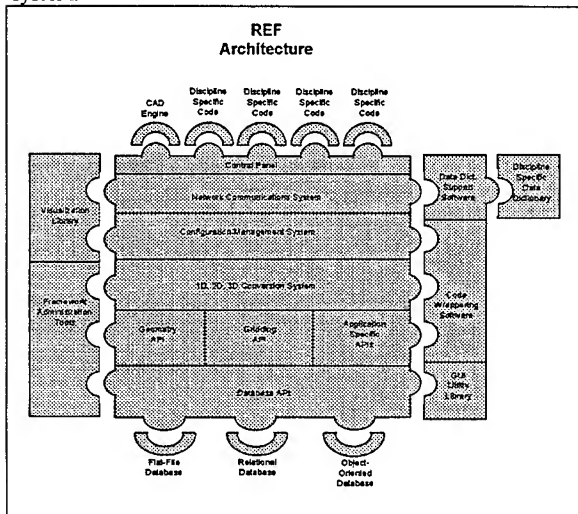 REF
Architecture
CAD
Engine
Discipline
Specific
Code
Discipline
Specific
Code
Discipline
Specific
Code
Discipline
Specific
Code
Control Panel
Network Communications System
Configuration Management System
1D, 2D, 3D Conversion System
Geometry
API
Gridding
API
Application
Specific
APIs
Database APIs
Visualization
Library
Framework
Administration
Tools
Data Dict.
Support
Software
Discipline
Specific
Data
Dictionary
Code
Wrappering
Software
GUI
Utility
Library
Flat-File
Database
Relational
Database
Object-
Oriented
Database